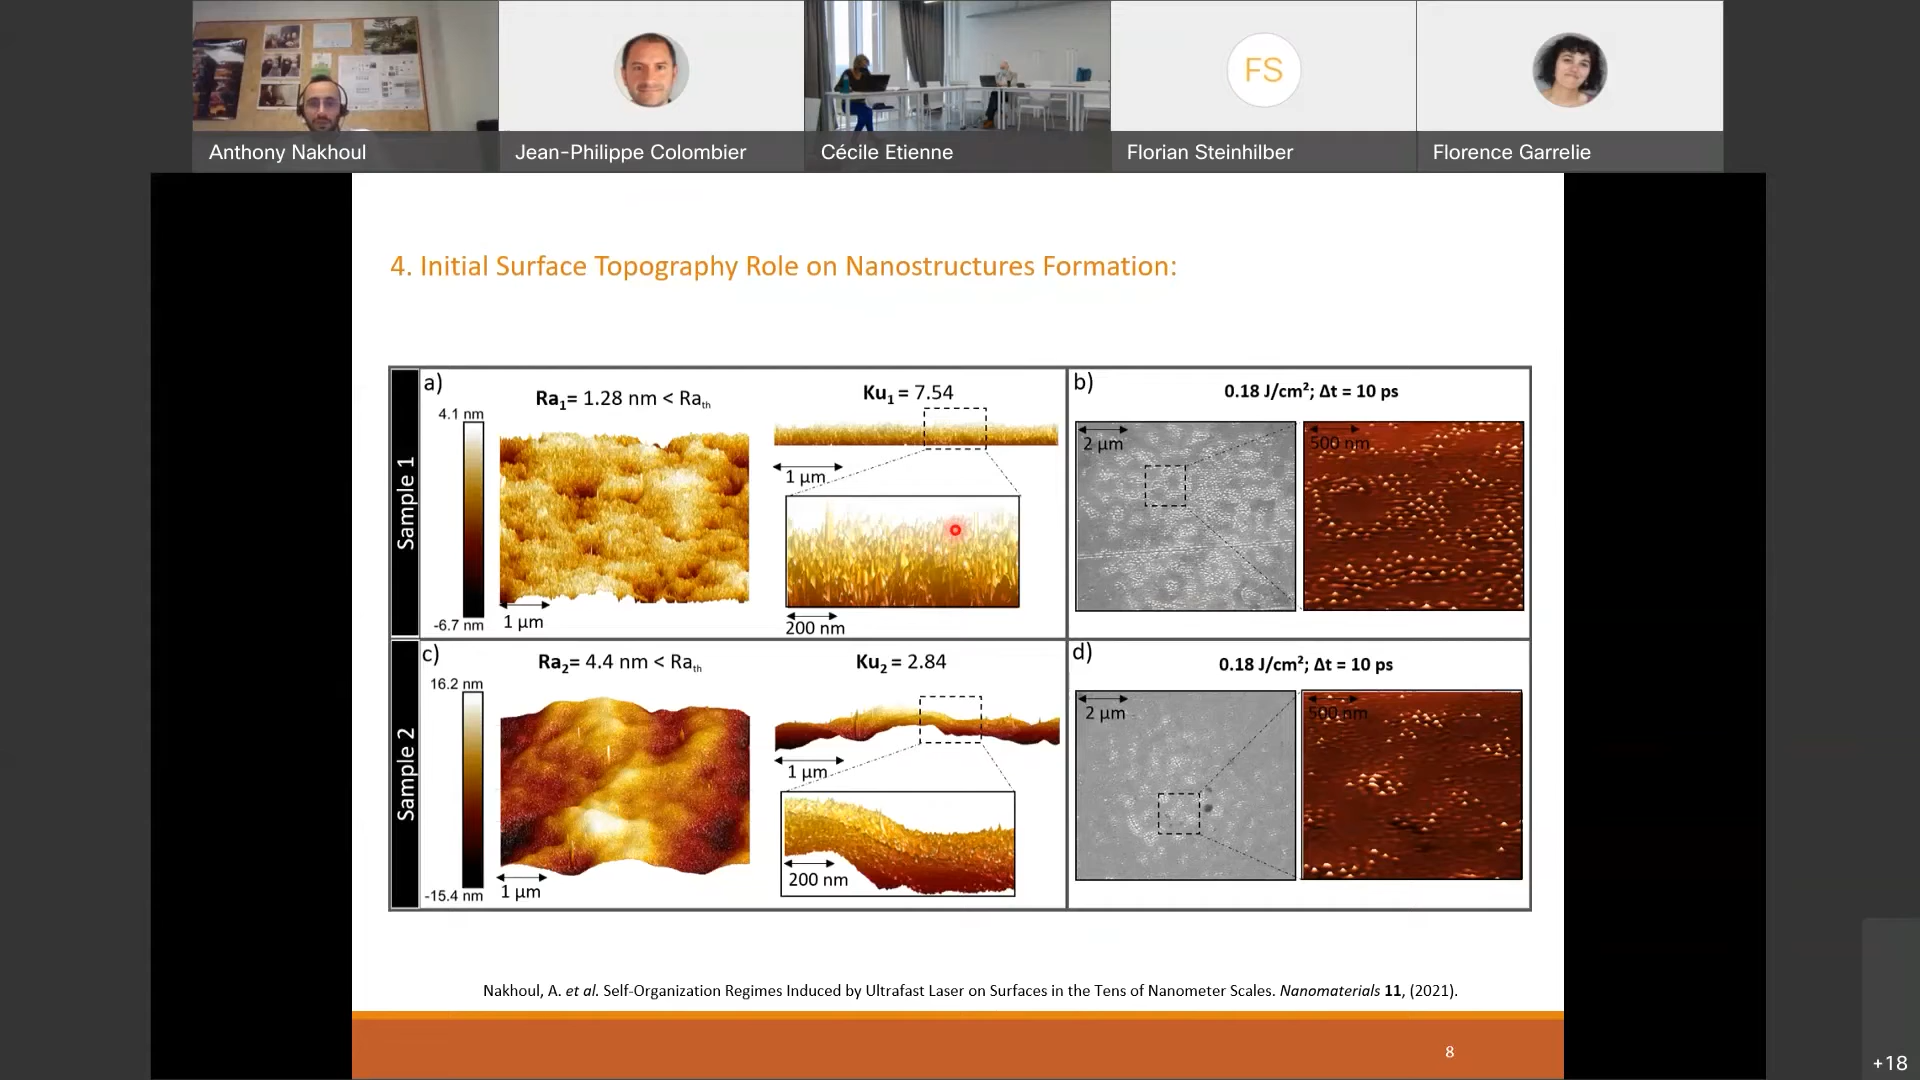 Anthony Nakhoul
Jean-Philippe Colombier
Cécile Etienne
FS
Florian Steinhilber
Florence Garrelie
4. Initial Surface Topography Role on Nanostructures Formation:
Sample 1
a)
Ra1= 1.28 nm < Rath
Ku1 = 7.54
4.1 nm
-6.7 nm
1 μm
1 μm
200 nm
b)
0.18 J/cm²; Δt = 10 ps
2 μm
500 nm
Sample 2
c)
Ra2= 4.4 nm < Rath
Ku2 = 2.84
16.2 nm
-15.4 nm
1 μm
1 μm
200 nm
d)
0.18 J/cm²; Δt = 10 ps
2 μm
500 nm
Nakhoul, A. et al. Self-Organization Regimes Induced by Ultrafast Laser on Surfaces in the Tens of Nanometer Scales. Nanomaterials 11, (2021).
8
+18